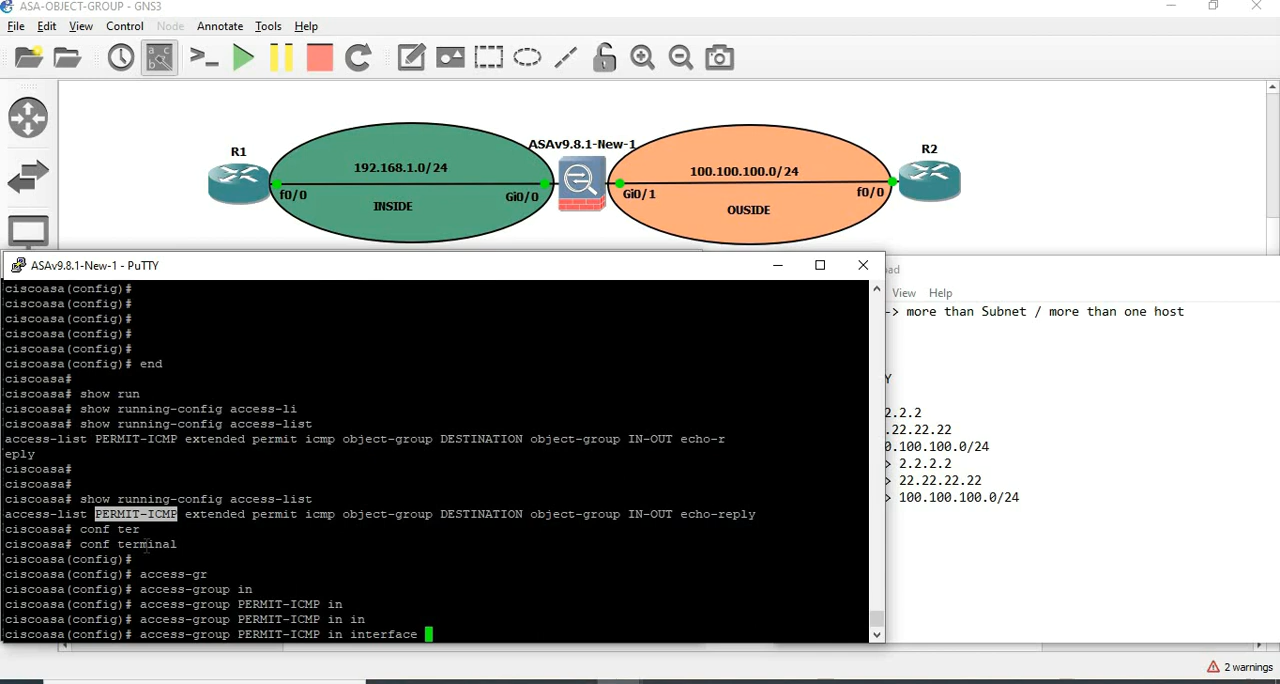 ASA-OBJECT-GROUP - GNS3
File Edit View Control Node Annotate Tools Help
R1
192.168.1.0/24
f0/0
INSIDE
Gi0/0
ASAv9.8.1-New-1
100.100.100.0/24
Gi0/1
OUSIDE
f0/0
R2
ASAv9.8.1-New-1 - PuTTY
ciscoasa(config)#
ciscoasa(config)#
ciscoasa(config)#
ciscoasa(config)#
ciscoasa(config)#
ciscoasa(config)# end
ciscoasa#
ciscoasa# show run
ciscoasa# show running-config access-li
ciscoasa# show running-config access-list
access-list PERMIT-ICMP extended permit icmp object-group DESTINATION object-group IN-OUT echo-r
eply
ciscoasa#
ciscoasa#
ciscoasa# show running-config access-list
access-list PERMIT-ICMP extended permit icmp object-group DESTINATION object-group IN-OUT echo-reply
ciscoasa# conf ter
ciscoasa# conf terminal
ciscoasa(config)#
ciscoasa(config)# access-gr
ciscoasa(config)# access-group in
ciscoasa(config)# access-group PERMIT-ICMP in
ciscoasa(config)# access-group PERMIT-ICMP in in
ciscoasa(config)# access-group PERMIT-ICMP in interface
ad
View Help
-> more than Subnet / more than one host
Y
2.2.2
.22.22.22
0.100.100.0/24
> 2.2.2.2
> 22.22.22.22
> 100.100.100.0/24
2 warnings